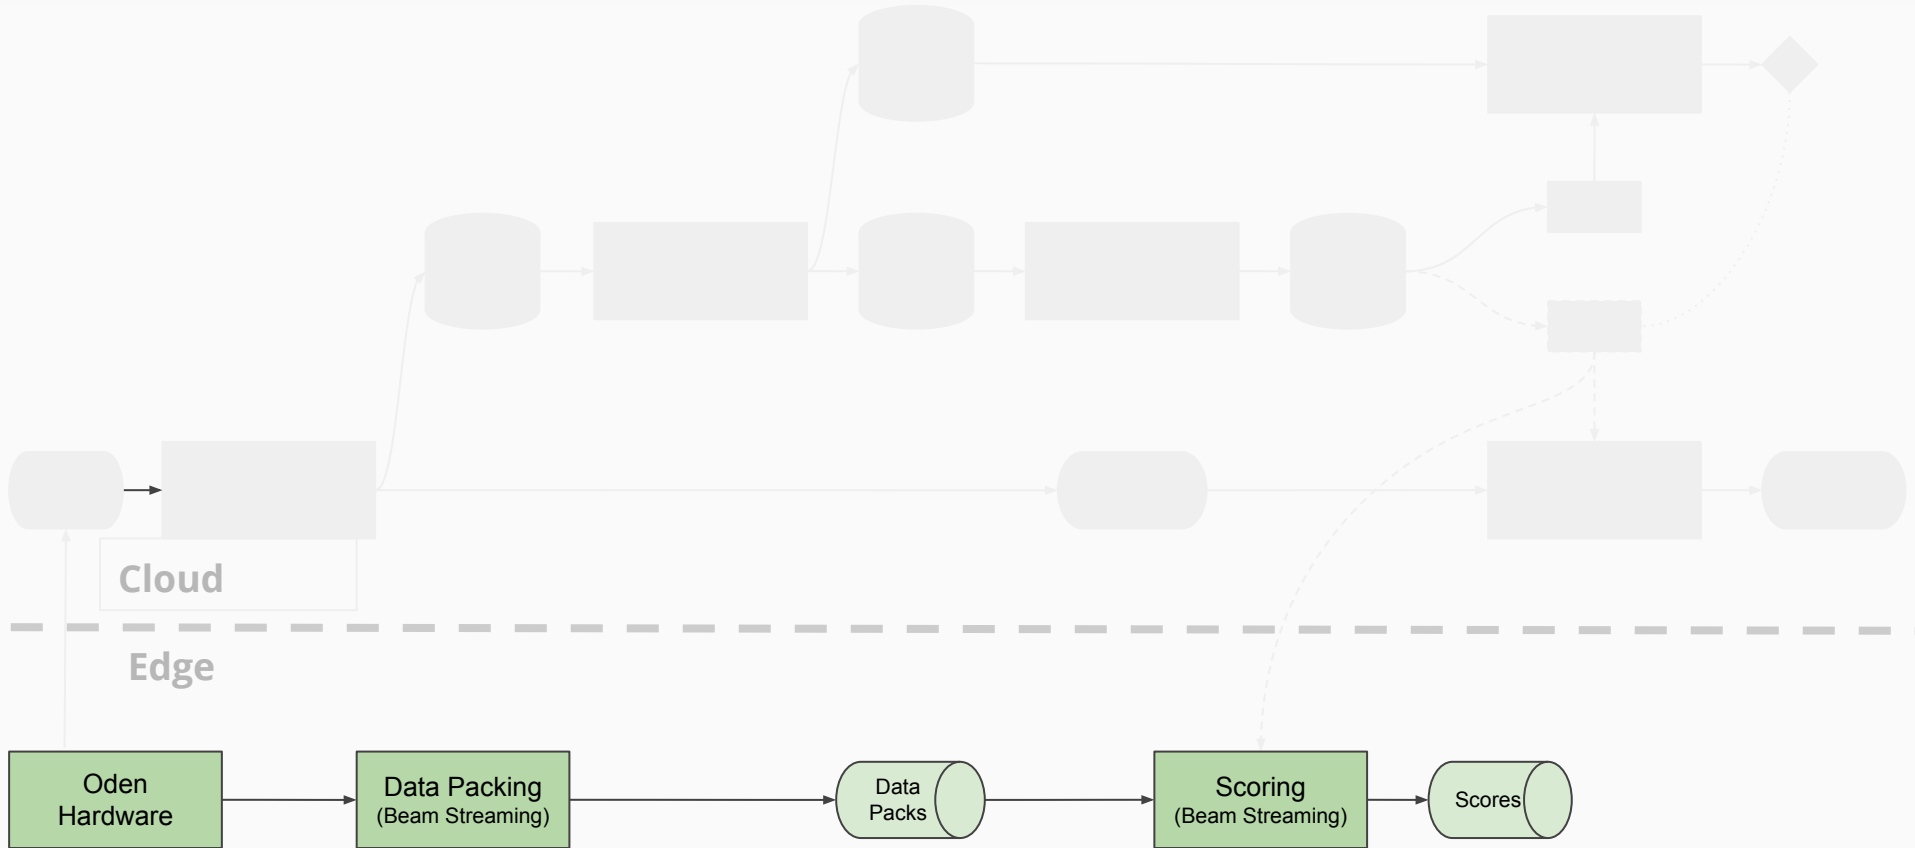 Cloud
Edge
Oden
Hardware
Data Packing
(Beam Streaming)
Data
Packs
Scoring
(Beam Streaming)
Scores